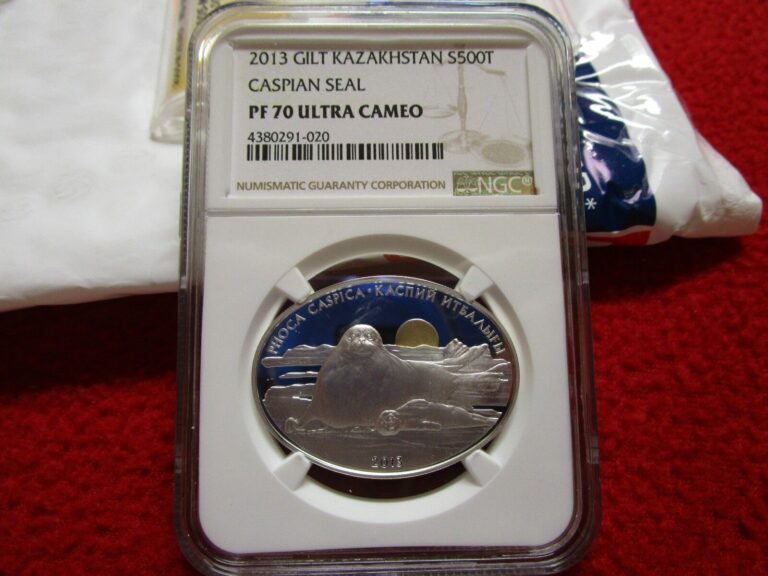 2013 GILT KAZAKHSTAN S500T
CASPIAN SEAL
PF 70 ULTRA CAMEO
4380291-020
NUMISMATIC GUARANTY CORPORATION
NGC®
PHOCA CASPICA • КАСПИЙ ИТБАЛЫҒЫ
2013